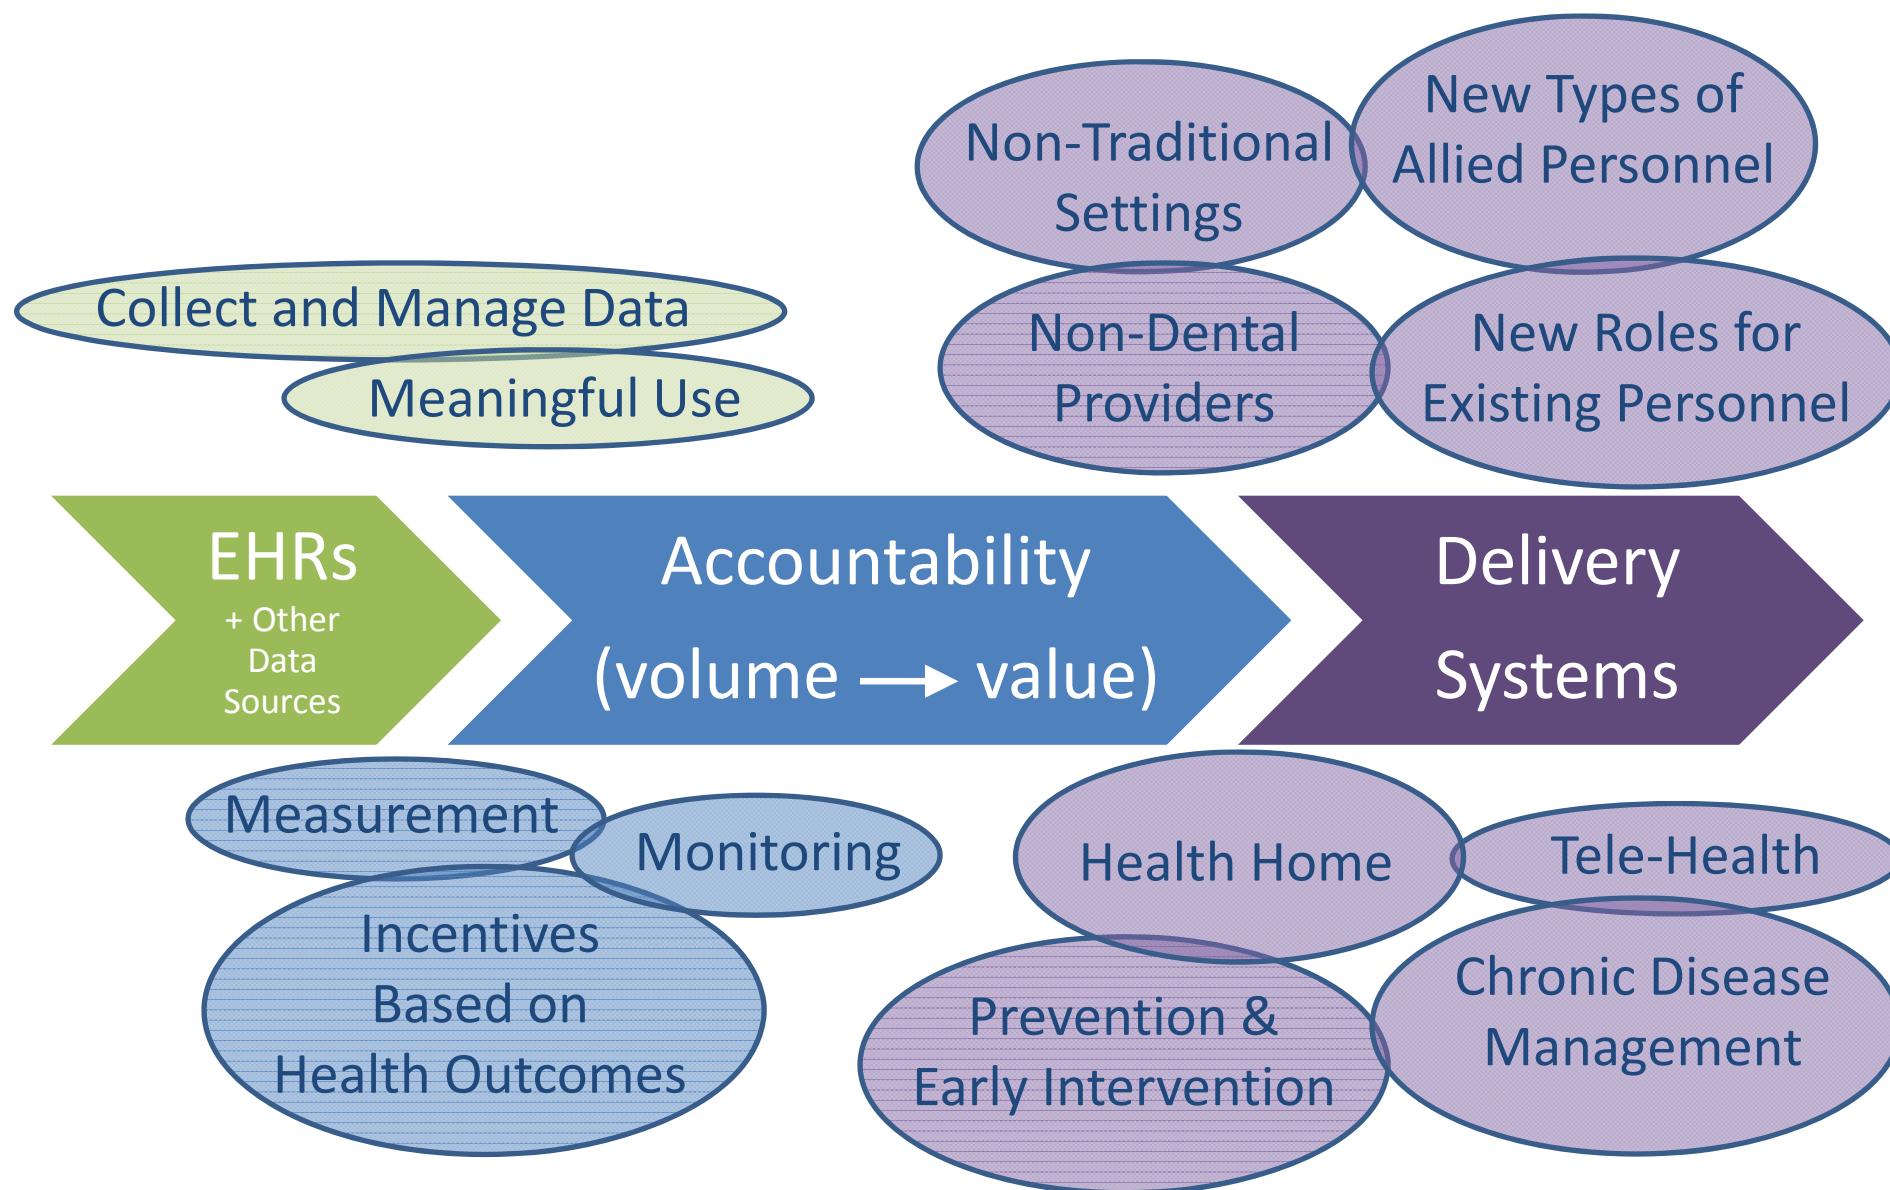 Non-Traditional
Settings
New Types of
Allied Personnel
Collect and Manage Data
Meaningful Use
Non-Dental
Providers
New Roles for
Existing Personnel
EHRs
+ Other
Data
Sources
Accountability
(volume → value)
Delivery
Systems
Measurement
Monitoring
Incentives
Based on
Health Outcomes
Health Home
Tele-Health
Prevention &
Early Intervention
Chronic Disease
Management